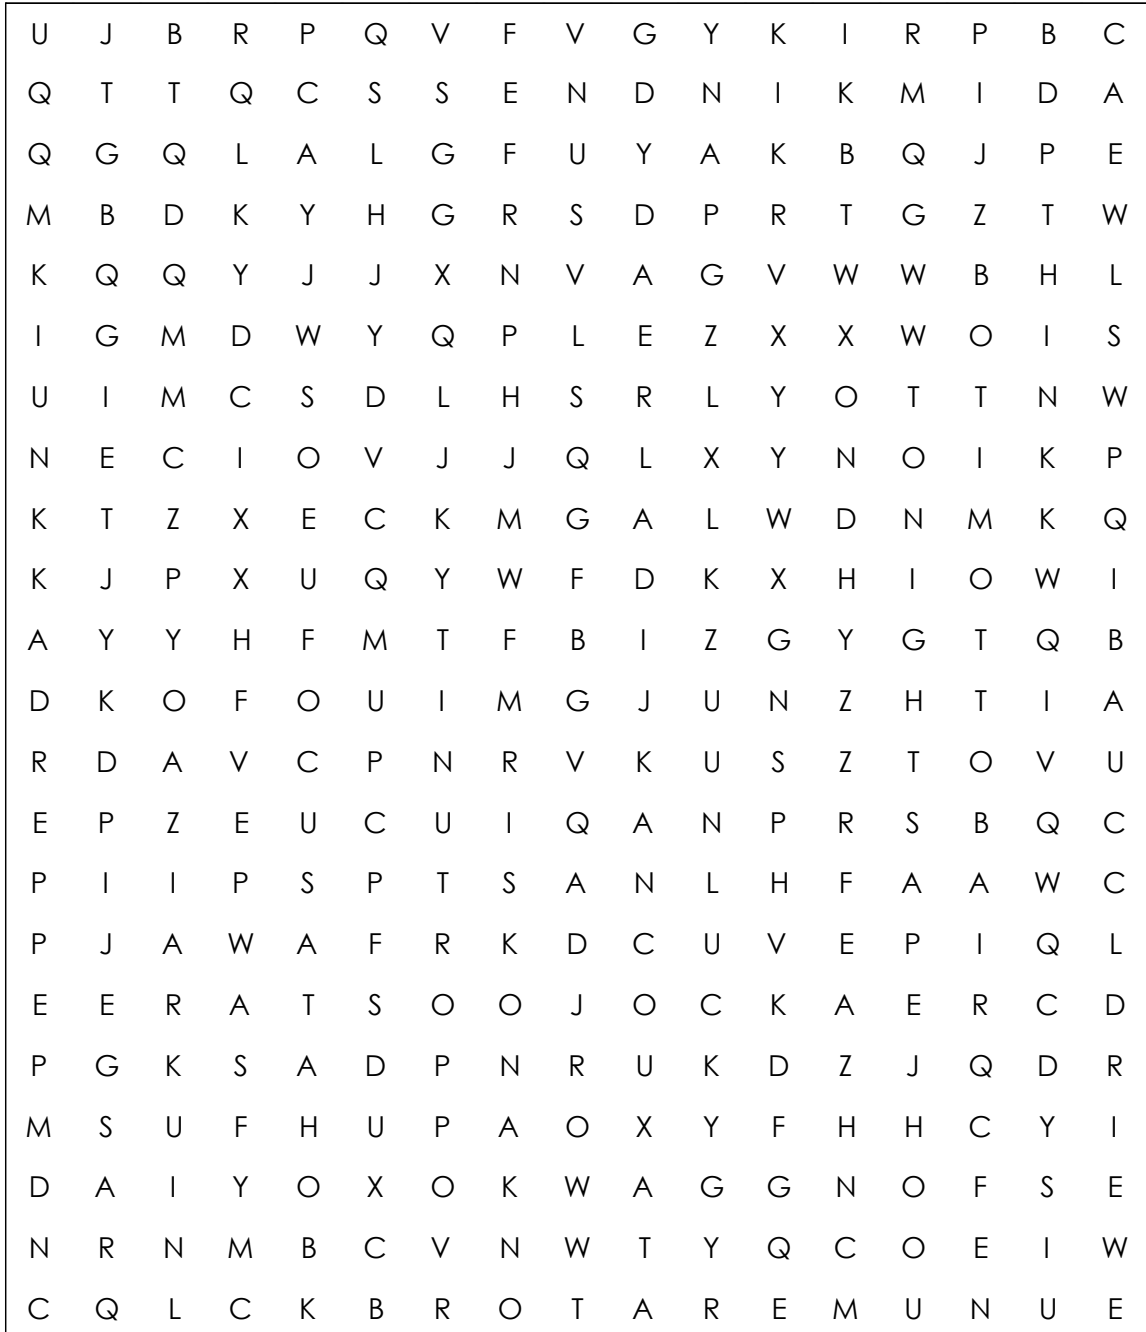 U J B R P Q V F V G Y K I R P B C
Q T T Q C S S E N D N I K M I D A
Q G Q L A L G F U Y A K B Q J P E
M B D K Y H G R S D P R T G Z T W
K Q Q Y J J X N V A G V W W B H L
I G M D W Y Q P L E Z X X W O I S
U I M C S D L H S R L Y O T T N W
N E C I O V J J Q L X Y N O I K P
K T Z X E C K M G A L W D N M K Q
K J P X U Q Y W F D K X H I O W I
A Y Y H F M T F B I Z G Y G T Q B
D K O F O U I M G J U N Z H T I A
R D A V C P N R V K U S Z T O V U
E P Z E U C U I Q A N P R S B Q C
P I I P S P T S A N L H F A A W C
P J A W A F R K D C U V E P I Q L
E E R A T S O O J O C K A E R C D
P G K S A D P N R U K D Z J Q D R
M S U F H U P A O X Y F H H C Y I
D A I Y O X O K W A G G N O F S E
N R N M B C V N W T Y Q C O E I W
C Q L C K B R O T A R E M U N U E